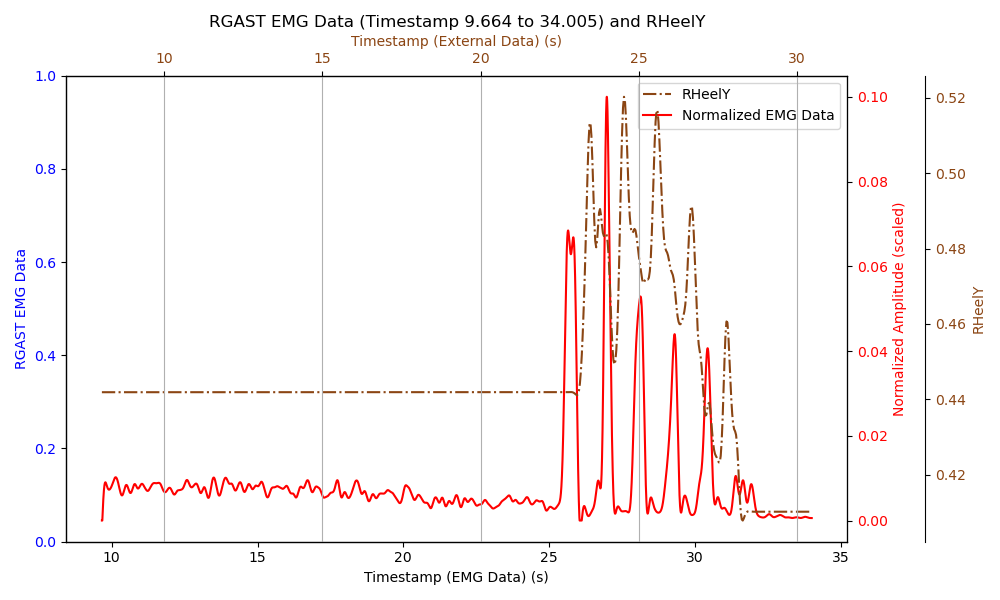 RGAST EMG Data (Timestamp 9.664 to 34.005) and RHeelY
Timestamp (External Data) (s)
10 15 20 25 30
RHeelY
Normalized EMG Data
RGAST EMG Data
1.0
0.8
0.6
0.4
0.2
0.0
Normalized Amplitude (scaled)
0.10
0.08
0.06
0.04
0.02
0.00
RHeelY
0.52
0.50
0.48
0.46
0.44
0.42
10 15 20 25 30 35
Timestamp (EMG Data) (s)